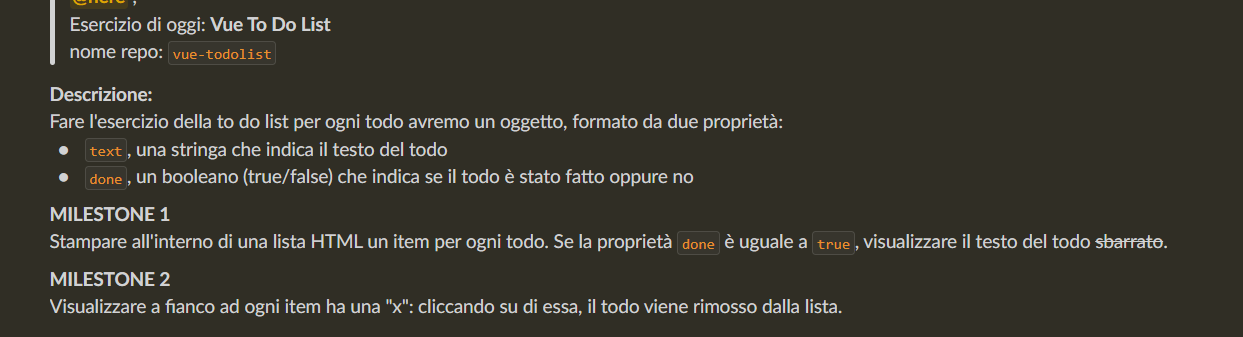 Esercizio di oggi: Vue To Do List
nome repo: vue-todolist
Descrizione:
Fare l'esercizio della to do list per ogni todo avremo un oggetto, formato da due proprietà:
● text, una stringa che indica il testo del todo
● done, un booleano (true/false) che indica se il todo è stato fatto oppure no
MILESTONE 1
Stampare all'interno di una lista HTML un item per ogni todo. Se la proprietà done è uguale a true, visualizzare il testo del todo sbarrato.
MILESTONE 2
Visualizzare a fianco ad ogni item ha una "x": cliccando su di essa, il todo viene rimosso dalla lista.